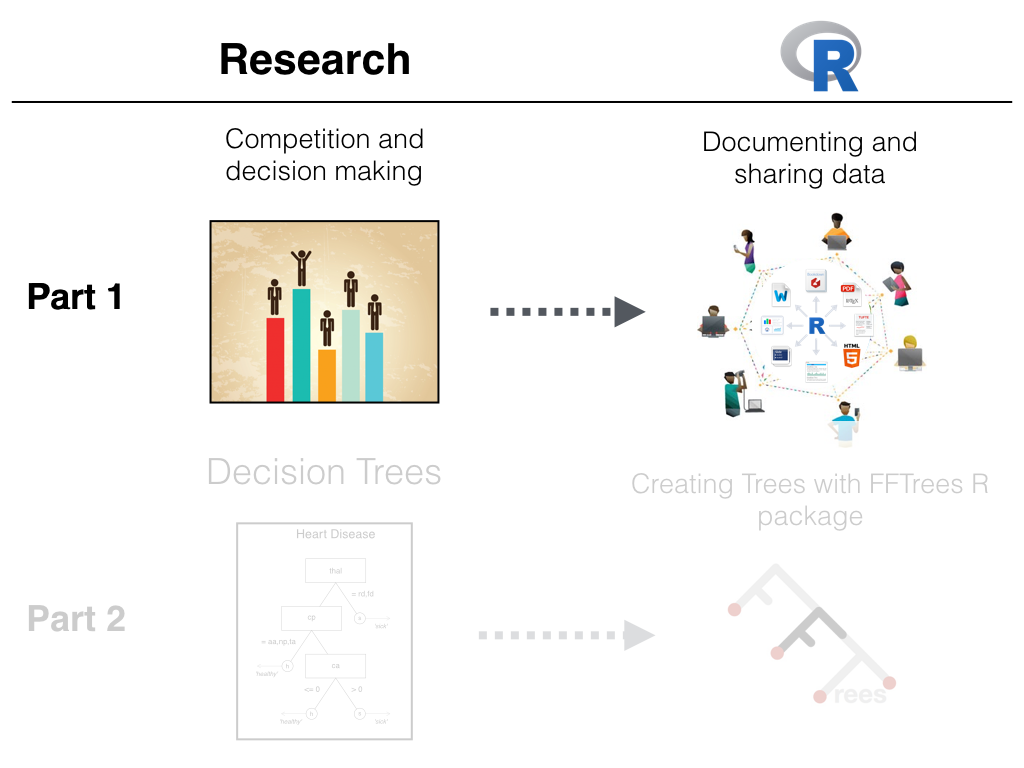 Research
R
Competition and
decision making
Documenting and
sharing data
Part 1
W
PDF
LATEX
TUFTE
R
HTML
5
Decision Trees
Creating Trees with FFTrees R
package
Part 2
Heart Disease
thal
= rd,fd
cp
s
'sick'
= aa,np,ta
h
'healthy'
ca
<= 0
> 0
h
s
'healthy'
'sick'
FFT
rees